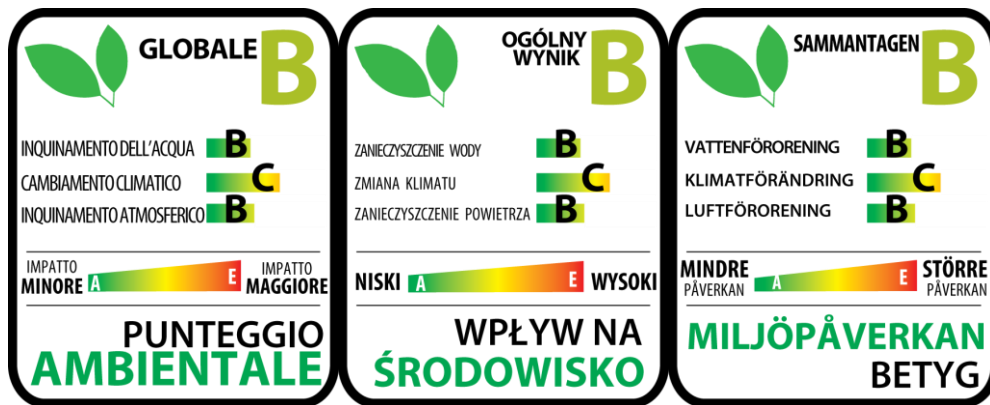 GLOBALE B
INQUINAMENTO DELL'ACQUA B
CAMBIAMENTO CLIMATICO C
INQUINAMENTO ATMOSFERICO B
IMPATTO
MINORE A E IMPATTO
MAGGIORE
PUNTEGGIO
AMBIENTALE
OGÓLNY
WYNIK B
ZANIECZYSZCZENIE WODY B
ZMIANA KLIMATU C
ZANIECZYSZCZENIE POWIETRZA B
NISKI A E WYSOKI
WPŁYW NA
ŚRODOWISKO
SAMMANTAGEN B
VATTENFÖRORENING B
KLIMATFÖRÄNDRING C
LUFTFÖRORENING B
MINDRE
PÅVERKAN A E STÖRRE
PÅVERKAN
MILJÖPÅVERKAN
BETYG